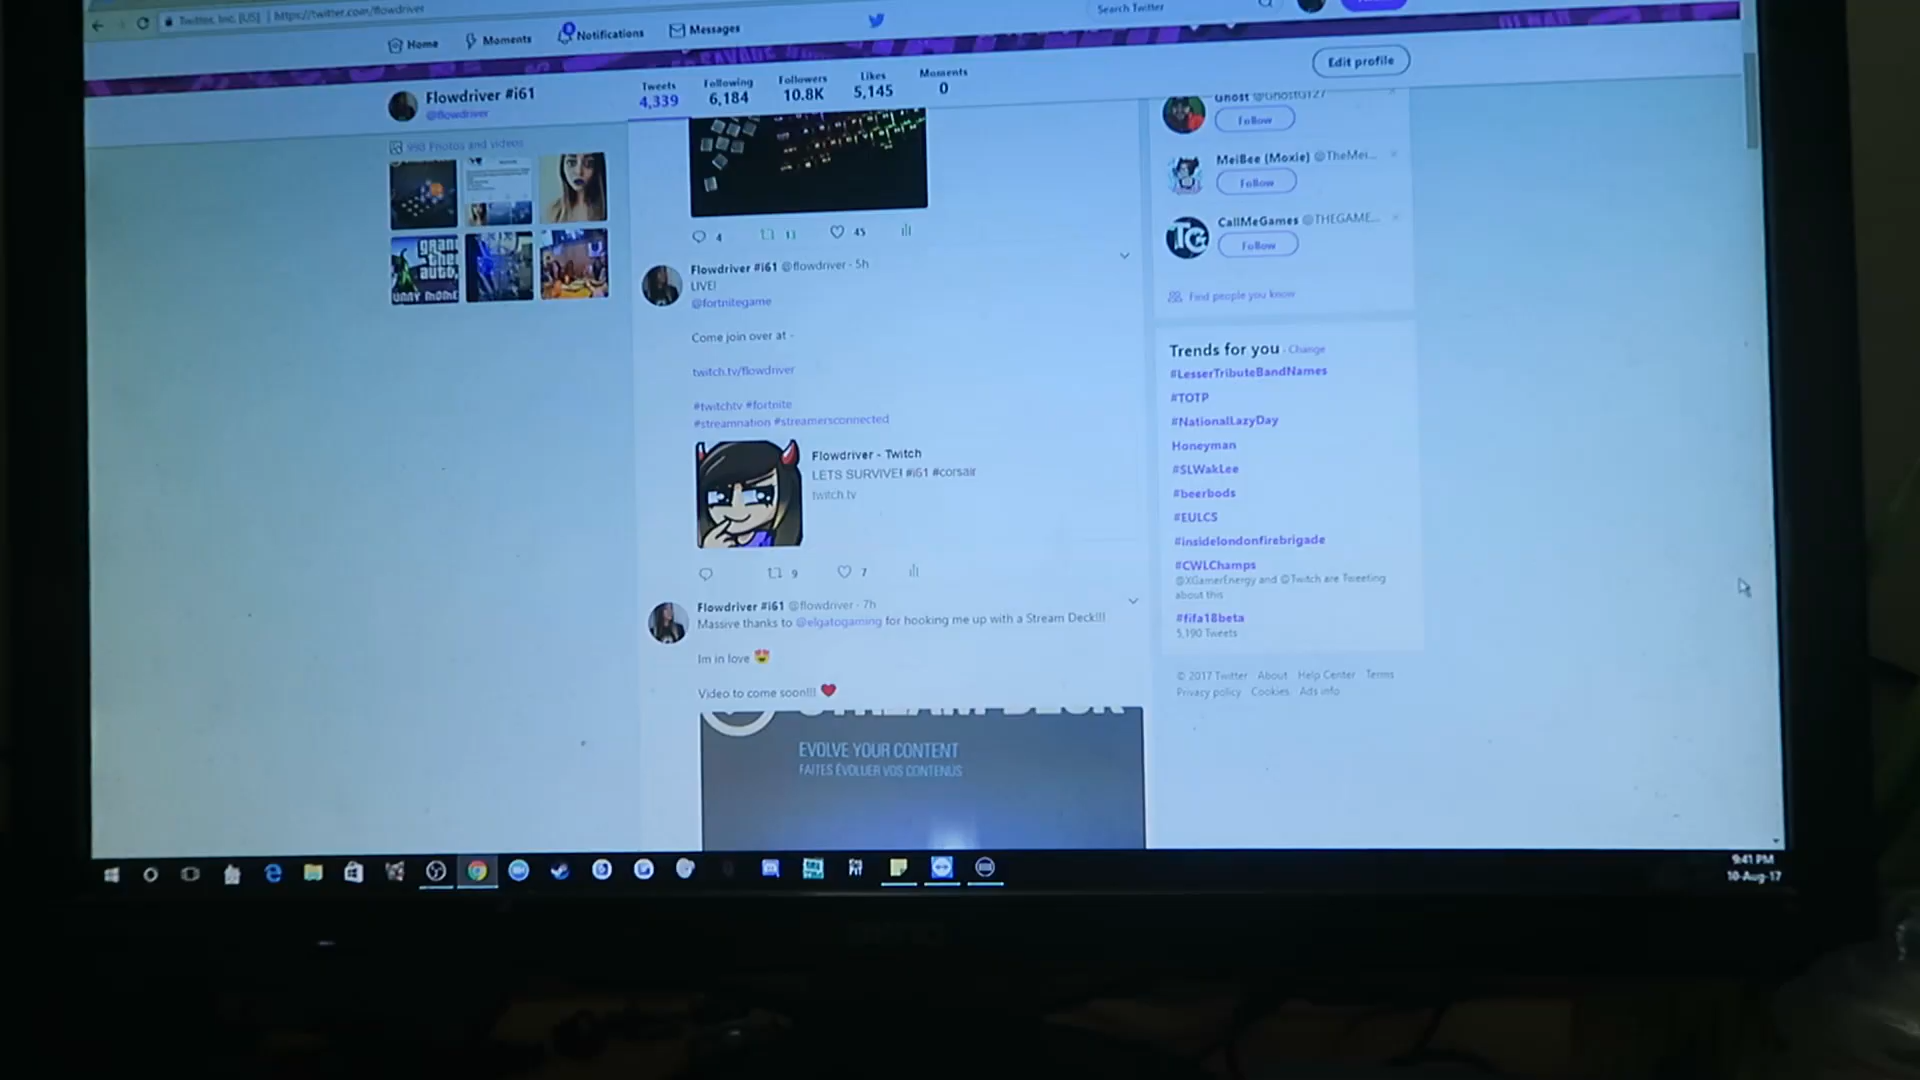 Twitter, Inc. [US] | https://twitter.com/flowdriver
Home Moments Notifications Messages
Search Twitter
Flowdriver #i61
@flowdriver
Tweets Following Followers Likes Moments
4,339 6,184 10.8K 5,145 0
Edit profile
Photos and videos
4 13 45
Flowdriver #i61 @flowdriver · 5h
LIVE!
@fortnitegame
Come join over at -
twitch.tv/flowdriver
#twitchtv #fortnite
#streamnation #streamersconnected
Flowdriver - Twitch
LETS SURVIVE! #i61 #corsair
twitch.tv
9 7
Flowdriver #i61 @flowdriver · 7h
Massive thanks to @elgatogaming for hooking me up with a Stream Deck!!!
Im in love
Video to come soon!!!
STREAM DECK
EVOLVE YOUR CONTENT
FAITES ÉVOLUER VOS CONTENUS
Ghost @GhostG127
Follow
MeiBee (Moxie) @TheMei...
Follow
CallMeGames @THEGAME...
Follow
Find people you know
Trends for you · Change
#LesserTributeBandNames
#TOTP
#NationalLazyDay
Honeyman
#SLWakLee
#beerbods
#EULCS
#insidelondonfirebrigade
#CWLChamps
@XGamerEnergy and @Twitch are Tweeting
about this
#fifa18beta
5,190 Tweets
© 2017 Twitter About Help Center Terms
Privacy policy Cookies Ads info
9:41 PM
10-Aug-17